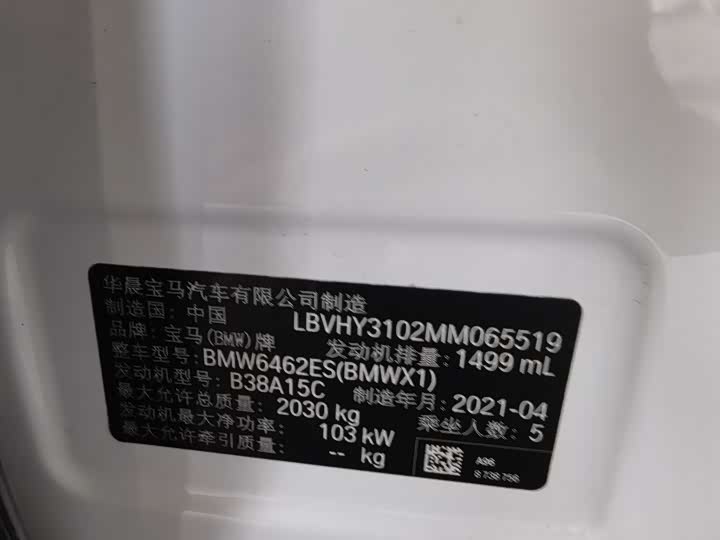 华晨宝马汽车有限公司制造
制造国: 中国 LBVHY3102MM065519
品牌: 宝马(BMW)牌 发动机排量: 1499 mL
整车型号: BMW6462ES(BMWX1)
发动机型号: B38A15C 制造年月: 2021-04
最大允许总质量: 2030 kg 乘坐人数: 5
发动机最大净功率: 103 kW
最大允许牵引质量: -- kg
A96
8 738 756